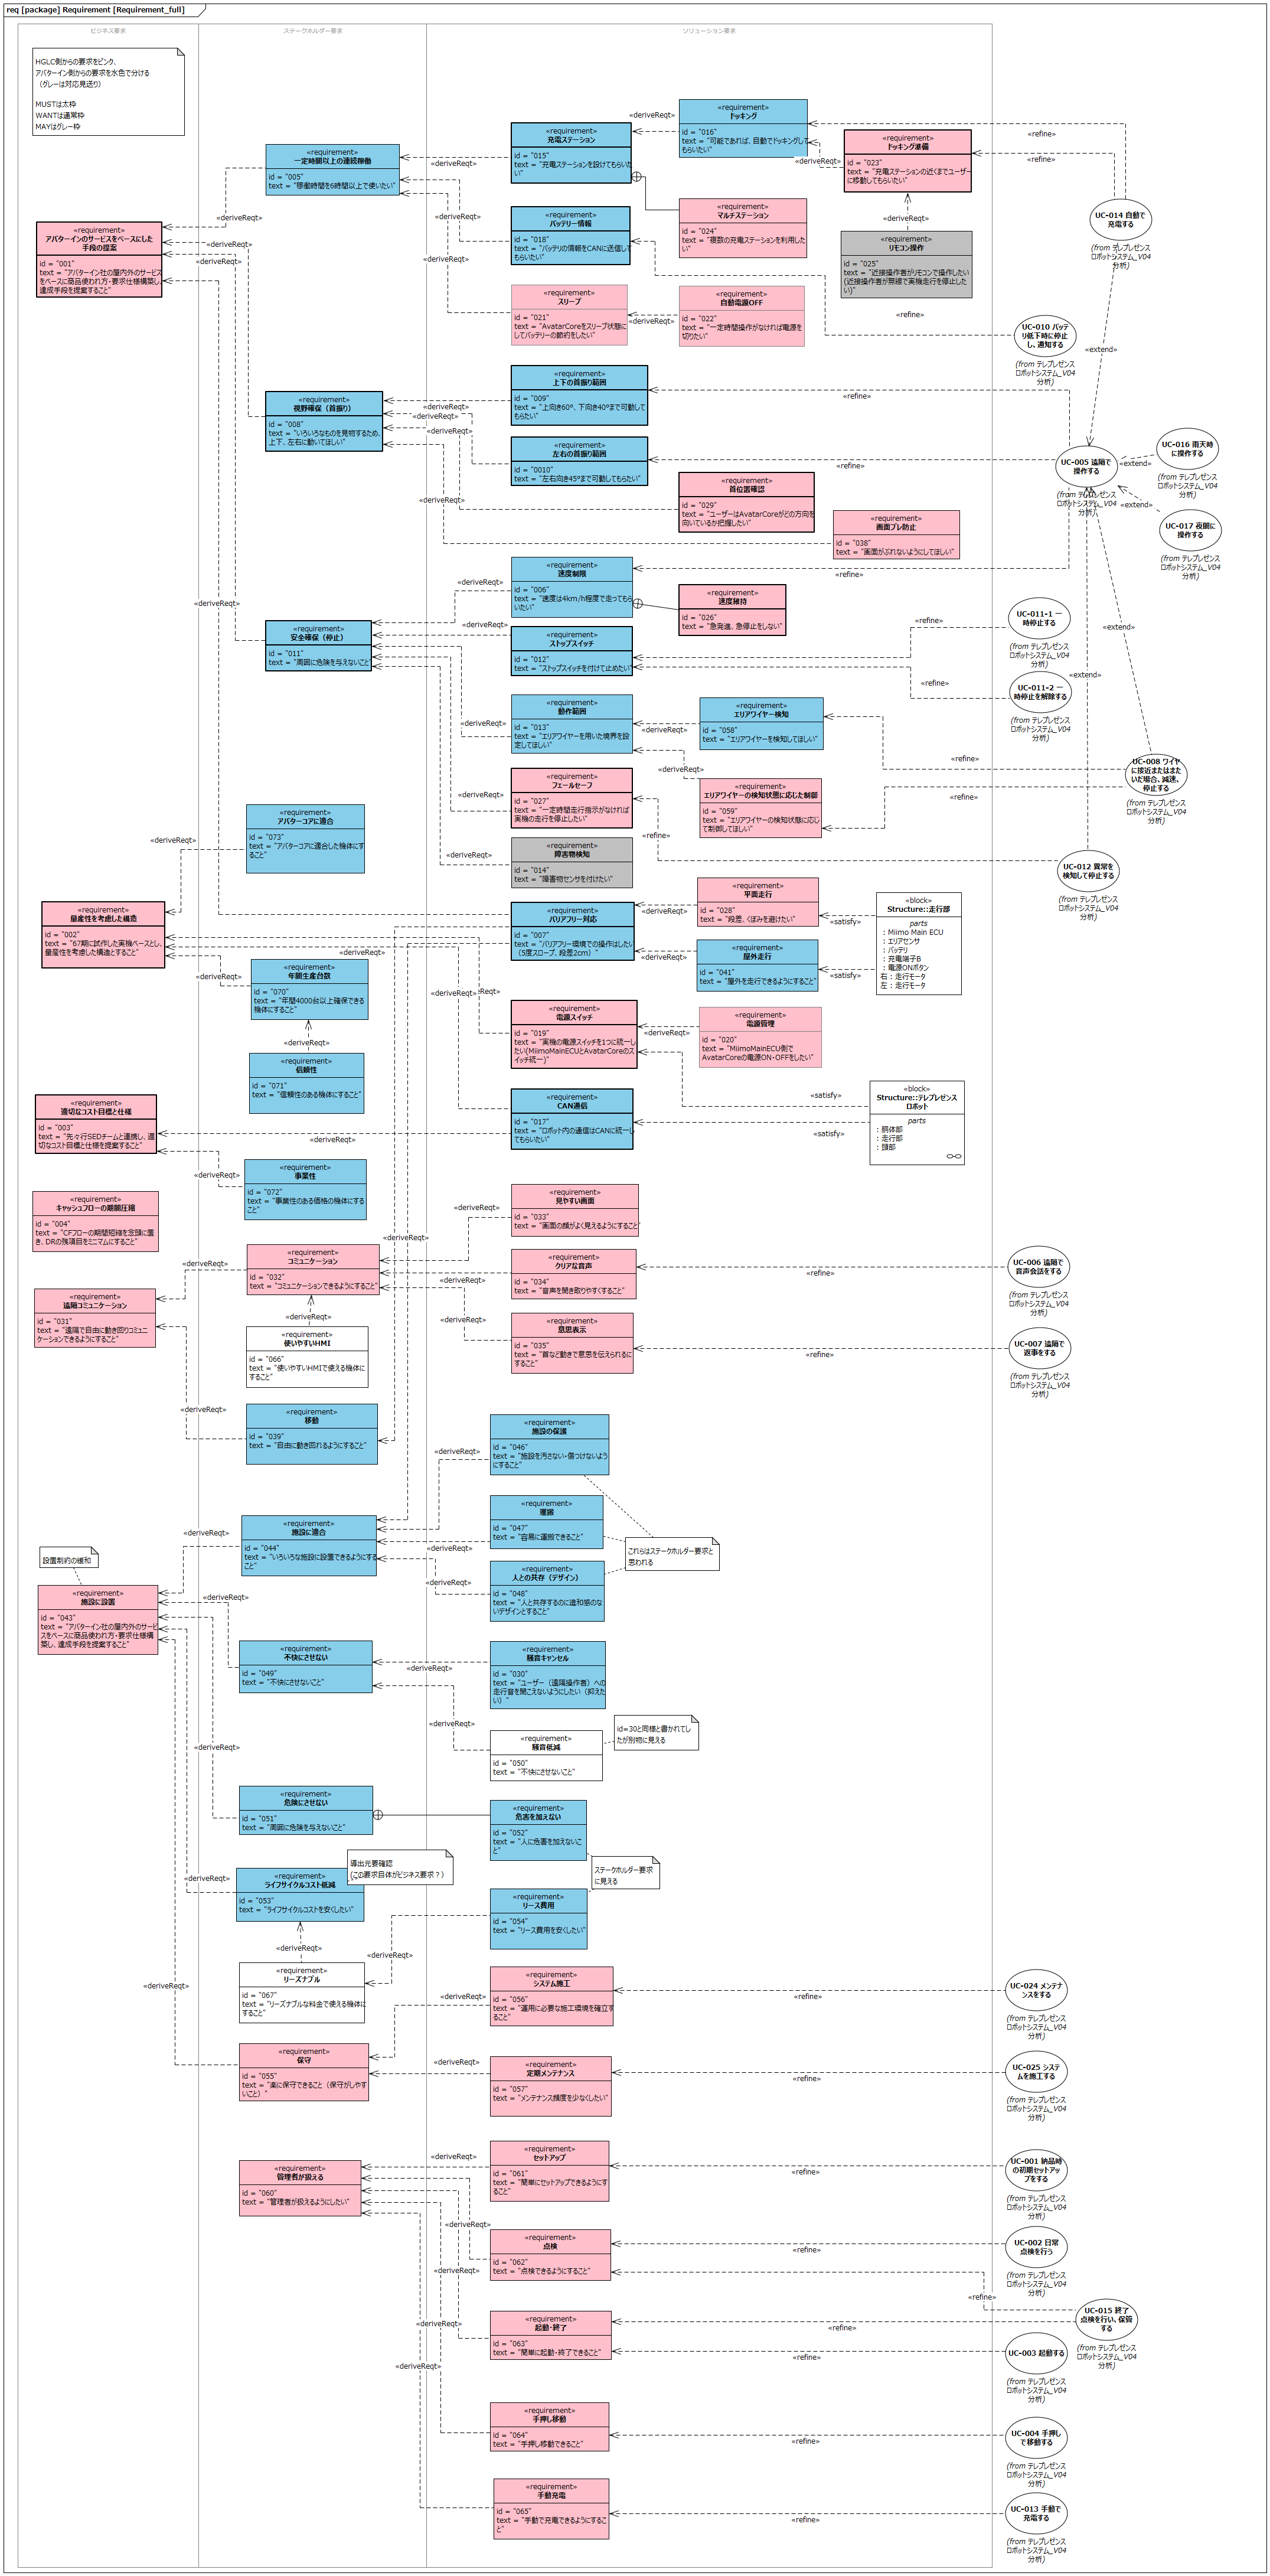 req [package] Requirement [Requirement_full]
ビジネス要求
ステークホルダー要求
ソリューション要求
HGLC側からの要求をピンク、
アバターイン側からの要求を水色で分ける
（グレーは対応見送り）
MUSTは太枠
WANTは通常枠
MAYはグレー枠
«requirement»
アバターインのサービスをベースにした
手段の提案
id = "001"
text = "アバターイン社の屋内外のサービス
をベースに商品使われ方・要求仕様構築し、
達成手段を提案すること"
«requirement»
量産性を考慮した構造
id = "002"
text = "67期に試作した実機ベースとし、
量産性を考慮した構造とすること"
«requirement»
適切なコスト目標と仕様
id = "003"
text = "先々行SEDチームと連携し、適
切なコスト目標と仕様を提案すること"
«requirement»
キャッシュフローの期間圧縮
id = "004"
text = "CFフローの期間短縮を念頭に置
き、DRの残項目をミニマムにすること"
«requirement»
遠隔コミュニケーション
id = "031"
text = "遠隔で自由に動き回りコミュニ
ケーションできるようにすること"
設置制約の緩和
«requirement»
施設に設置
id = "043"
text = "アバターイン社の屋内外のサービ
スをベースに商品使われ方・要求仕様構
築し、達成手段を提案すること"
«requirement»
一定時間以上の連続稼働
id = "005"
text = "稼働時間を6時間以上で使いたい"
«requirement»
視野確保（首振り）
id = "008"
text = "いろいろなものを見物するため、
上下、左右に動いてほしい"
«requirement»
安全確保（停止）
id = "011"
text = "周囲に危険を与えないこと"
«requirement»
アバターコアに適合
id = "073"
text = "アバターコアに適合した機体にす
ること"
«requirement»
年間生産台数
id = "070"
text = "年間4000台以上確保できる
機体にすること"
«deriveReqt»
«requirement»
信頼性
id = "071"
text = "信頼性のある機体にすること"
«requirement»
事業性
id = "072"
text = "事業性のある価格の機体にする
こと"
«requirement»
コミュニケーション
id = "032"
text = "コミュニケーションできるようにすること"
«deriveReqt»
«requirement»
使いやすいHMI
id = "066"
text = "使いやすいHMIで使える機体に
すること"
«requirement»
移動
id = "039"
text = "自由に動き回れるようにすること"
«requirement»
施設に適合
id = "044"
text = "いろいろな施設に設置できるようにする
こと"
«requirement»
不快にさせない
id = "049"
text = "不快にさせないこと"
«requirement»
危険にさせない
id = "051"
text = "周囲に危険を与えないこと"
導出元要確認
（この要求自体がビジネス要求？）
«requirement»
ライフサイクルコスト低減
id = "053"
text = "ライフサイクルコストを安くしたい"
«deriveReqt»
«requirement»
リーズナブル
id = "067"
text = "リーズナブルな料金で使える機体に
すること"
«requirement»
保守
id = "055"
text = "楽に保守できること（保守がしやす
いこと）"
«requirement»
管理者が扱える
id = "060"
text = "管理者が扱えるようにしたい"
«requirement»
充電ステーション
id = "015"
text = "充電ステーションを設けてもらいた
い"
«requirement»
ドッキング
id = "016"
text = "可能であれば、自動でドッキングして
もらいたい"
«requirement»
ドッキング準備
id = "023"
text = "充電ステーションの近くまでユーザー
に移動してもらいたい"
«requirement»
マルチステーション
id = "024"
text = "複数の充電ステーションを利用した
い"
«requirement»
リモコン操作
id = "025"
text = "近接操作者がリモコンで操作したい
(近接操作者が無線で実機走行を停止した
い)"
«requirement»
バッテリー情報
id = "018"
text = "バッテリの情報をCANに送信して
もらいたい"
«requirement»
スリープ
id = "021"
text = "AvatarCoreをスリープ状態に
してバッテリーの節約をしたい"
«requirement»
自動電源OFF
id = "022"
text = "一定時間操作がなければ電源を
切りたい"
«requirement»
上下の首振り範囲
id = "009"
text = "上向き60°、下向き40°まで可動して
もらいたい"
«requirement»
左右の首振り範囲
id = "0010"
text = "左右向き45°まで可動してもらいたい"
«requirement»
首位置確認
id = "029"
text = "ユーザーはAvatarCoreがどの方向を
向いているか把握したい"
«requirement»
画面ブレ防止
id = "038"
text = "画面がぶれないようにしてほしい"
«requirement»
速度制限
id = "006"
text = "速度は4km/h程度で走ってもら
いたい"
«requirement»
速度維持
id = "026"
text = "急発進、急停止をしない"
«requirement»
ストップスイッチ
id = "012"
text = "ストップスイッチを付けて止めたい"
«requirement»
動作範囲
id = "013"
text = "エリアワイヤーを用いた境界を設
定してほしい"
«requirement»
エリアワイヤー検知
id = "058"
text = "エリアワイヤーを検知してほしい"
«requirement»
フェールセーフ
id = "027"
text = "一定時間走行指示がなければ
実機の走行を停止したい"
«requirement»
エリアワイヤーの検知状態に応じた制御
id = "059"
text = "エリアワイヤーの検知状態に応じ
て制御してほしい"
«requirement»
障害物検知
id = "014"
text = "障害物センサを付けたい"
«requirement»
バリアフリー対応
id = "007"
text = "バリアフリー環境での操作はしたい
（5度スロープ、段差2cm）"
«requirement»
平面走行
id = "028"
text = "段差、くぼみを避けたい"
«requirement»
屋外走行
id = "041"
text = "屋外を走行できるようにすること"
«block»
Structure::走行部
parts
: Miimo Main ECU
: エリアセンサ
: バッテリ
: 充電端子B
: 電源ONボタン
右 : 走行モータ
左 : 走行モータ
«requirement»
電源スイッチ
id = "019"
text = "実機の電源スイッチを1つに統一し
たい(MiimoMainECUとAvatarCoreのス
イッチ統一)"
«requirement»
電源管理
id = "020"
text = "MiimoMainECU側で
AvatarCoreの電源ON・OFFをしたい"
«requirement»
CAN通信
id = "017"
text = "ロボット内の通信はCANに統一し
てもらいたい"
«block»
Structure::テレプレゼンス
ロボット
parts
: 胴体部
: 走行部
: 頭部
«requirement»
見やすい画面
id = "033"
text = "画面の顔がよく見えるようにすること"
«requirement»
クリアな音声
id = "034"
text = "音声を聞き取りやすくすること"
«requirement»
意思表示
id = "035"
text = "首など動きで意思を伝えられるに
すること"
«requirement»
施設の保護
id = "046"
text = "施設を汚さない・傷つけないよう
にすること"
«requirement»
運搬
id = "047"
text = "容易に運搬できること"
これらはステークホルダー要求と
思われる
«requirement»
人との共存（デザイン）
id = "048"
text = "人と共存するのに違和感のな
いデザインとすること"
«requirement»
騒音キャンセル
id = "030"
text = "ユーザー（遠隔操作者）への
走行音を聞こえないようにしたい（抑えた
い）"
«requirement»
騒音低減
id = "050"
text = "不快にさせないこと"
id=30と同様と書かれてし
たが別物に見える
«requirement»
危害を加えない
id = "052"
text = "人に危害を加えないこ
と"
ステークホルダー要求
に見える
«requirement»
リース費用
id = "054"
text = "リース費用を安くしたい"
«requirement»
システム施工
id = "056"
text = "運用に必要な施工環境を確立す
ること"
«requirement»
定期メンテナンス
id = "057"
text = "メンテナンス頻度を少なくしたい"
«requirement»
セットアップ
id = "061"
text = "簡単にセットアップできるようにす
ること"
«requirement»
点検
id = "062"
text = "点検できるようにすること"
«requirement»
起動・終了
id = "063"
text = "簡単に起動・終了できること"
«requirement»
手押し移動
id = "064"
text = "手押し移動できること"
«requirement»
手動充電
id = "065"
text = "手動で充電できるようにするこ
と"
«deriveReqt»
«refine»
«satisfy»
«extend»
UC-014 自動で
充電する
(from テレプレゼンス
ロボットシステム_V04
分析)
UC-010 バッテ
リ低下時に停止
し、通知する
(from テレプレゼンス
ロボットシステム_V04
分析)
UC-005 遠隔で
操作する
(from テレプレゼンス
ロボットシステム_V04
分析)
UC-016 雨天時
に操作する
(from テレプレゼンス
ロボットシステム_V04
分析)
UC-017 夜間に
操作する
(from テレプレゼンス
ロボットシステム_V04
分析)
UC-011-1 一
時停止する
(from テレプレゼンス
ロボットシステム_V04
分析)
UC-011-2 一
時停止を解除する
(from テレプレゼンス
ロボットシステム_V04
分析)
UC-008 ワイヤ
に接近またはまた
いだ場合、減速、
停止する
(from テレプレゼンス
ロボットシステム_V04
分析)
UC-012 異常を
検知して停止する
(from テレプレゼンス
ロボットシステム_V04
分析)
UC-006 遠隔で
音声会話をする
(from テレプレゼンス
ロボットシステム_V04
分析)
UC-007 遠隔で
返事をする
(from テレプレゼンス
ロボットシステム_V04
分析)
UC-024 メンテナ
ンスをする
(from テレプレゼンス
ロボットシステム_V04
分析)
UC-025 システ
ムを施工する
(from テレプレゼンス
ロボットシステム_V04
分析)
UC-001 納品時
の初期セットアッ
プをする
(from テレプレゼンス
ロボットシステム_V04
分析)
UC-002 日常
点検を行う
(from テレプレゼンス
ロボットシステム_V04
分析)
UC-015 終了
点検を行い、保管
する
(from テレプレゼンス
ロボットシステム_V04
分析)
UC-003 起動する
(from テレプレゼンス
ロボットシステム_V04
分析)
UC-004 手押し
で移動する
(from テレプレゼンス
ロボットシステム_V04
分析)
UC-013 手動で
充電する
(from テレプレゼンス
ロボットシステム_V04
分析)